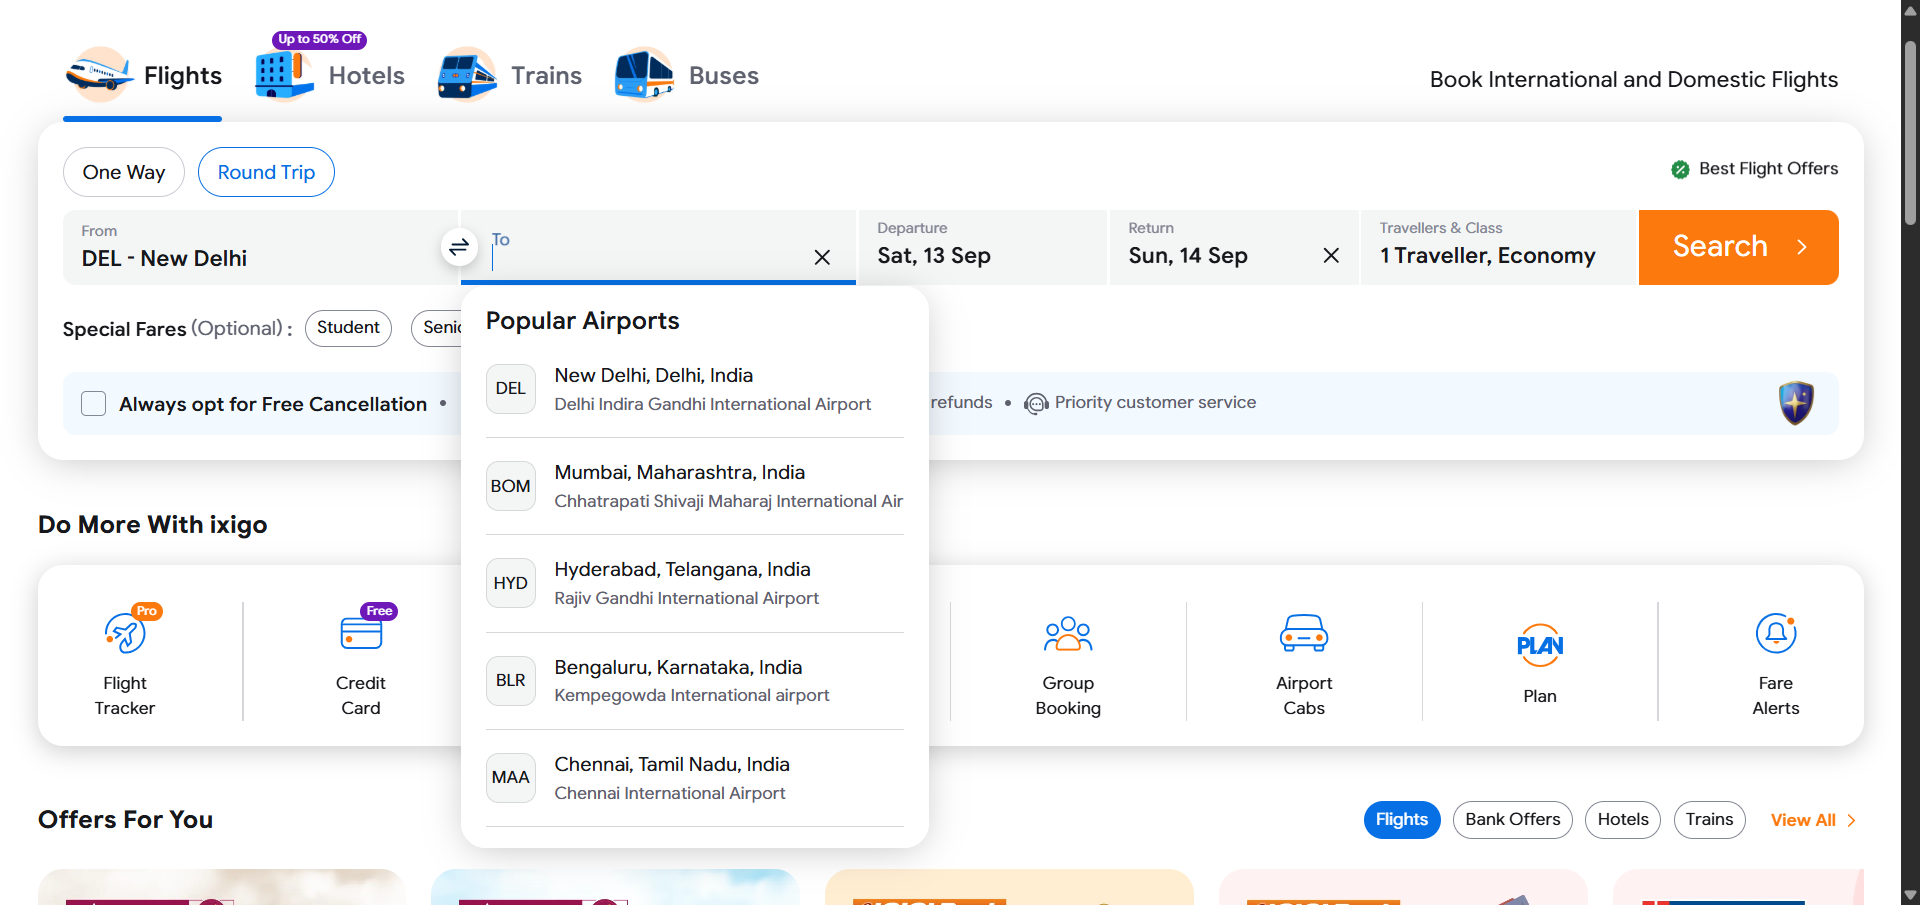 Up to 50% Off
Flights
Hotels
Trains
Buses
Book International and Domestic Flights
One Way
Round Trip
Best Flight Offers
From
DEL - New Delhi
To
Departure
Sat, 13 Sep
Return
Sun, 14 Sep
Travellers & Class
1 Traveller, Economy
Search
Special Fares (Optional) :
Student
Popular Airports
DEL
New Delhi, Delhi, India
Delhi Indira Gandhi International Airport
Always opt for Free Cancellation •
refunds • Priority customer service
BOM
Mumbai, Maharashtra, India
Chhatrapati Shivaji Maharaj International Air
HYD
Hyderabad, Telangana, India
Rajiv Gandhi International Airport
BLR
Bengaluru, Karnataka, India
Kempegowda International airport
MAA
Chennai, Tamil Nadu, India
Chennai International Airport
Do More With ixigo
Pro
Flight
Tracker
Free
Credit
Card
Group
Booking
Airport
Cabs
PLAN
Plan
Fare
Alerts
Offers For You
Flights
Bank Offers
Hotels
Trains
View All